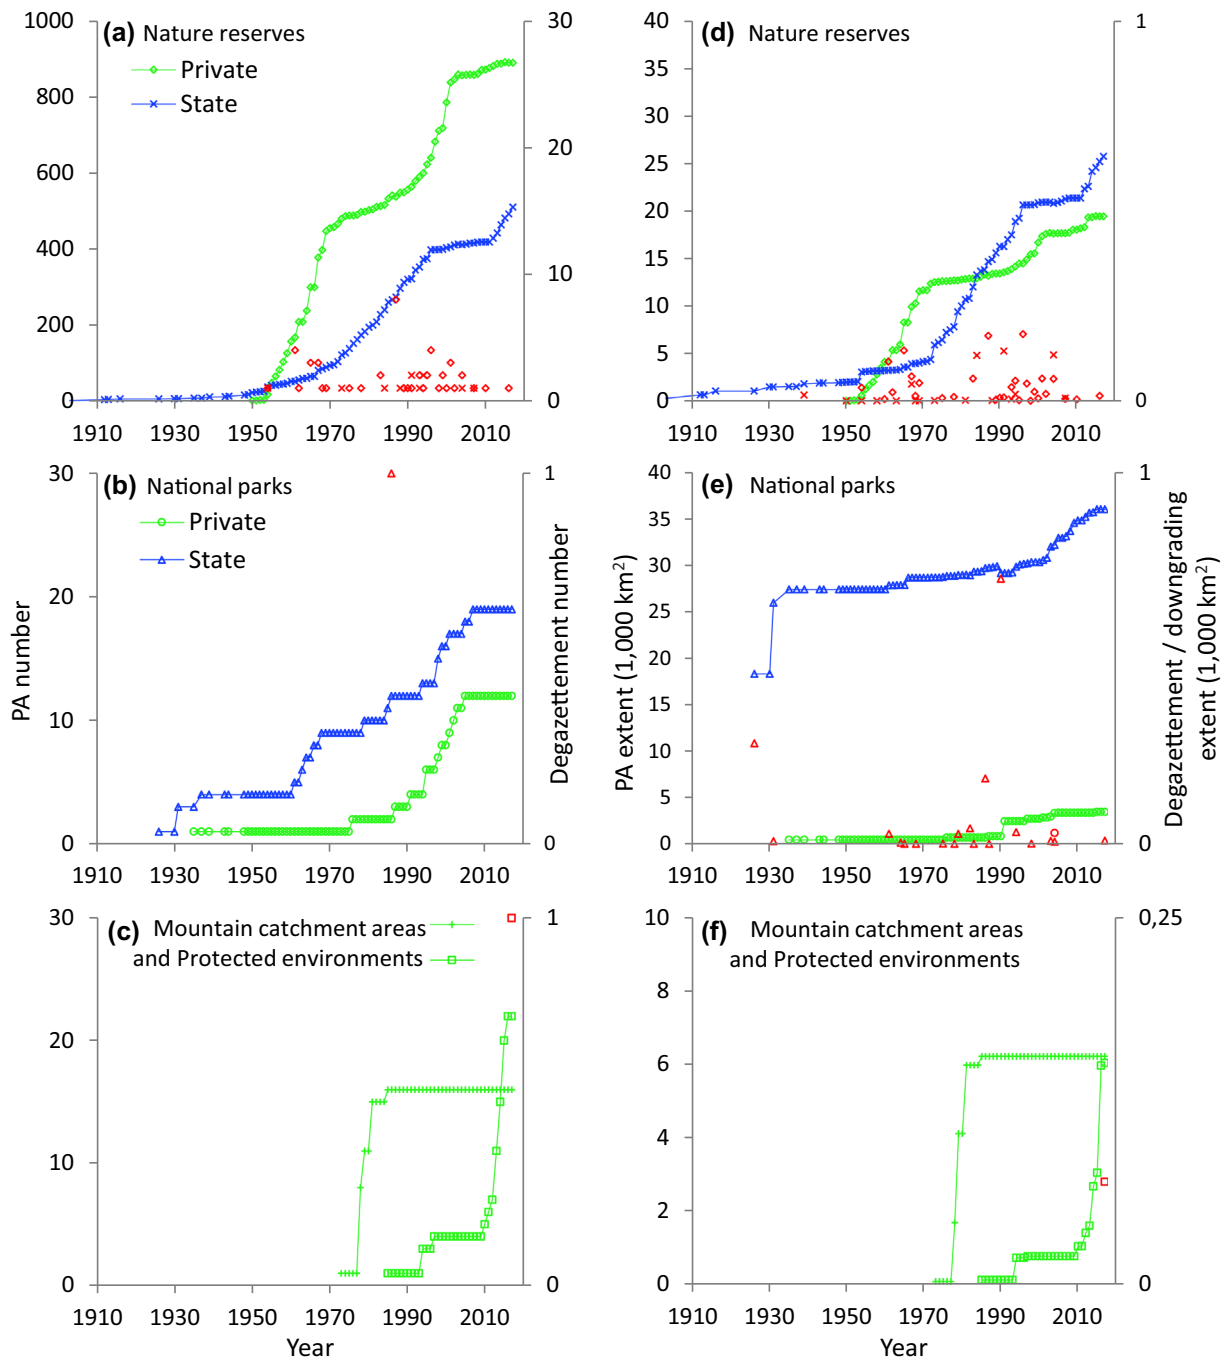 (a) Nature reserves
Private
State
1000
800
600
400
200
0
30
20
10
0
1910 1930 1950 1970 1990 2010
(d) Nature reserves
40
35
30
25
20
15
10
5
0
1
0
1910 1930 1950 1970 1990 2010
(b) National parks
Private
State
PA number
30
20
10
0
1
0
Degazettement number
1910 1930 1950 1970 1990 2010
(e) National parks
PA extent (1,000 km²)
40
35
30
25
20
15
10
5
0
1
0
Degazettement / downgrading
extent (1,000 km²)
1910 1930 1950 1970 1990 2010
(c) Mountain catchment areas
and Protected environments
30
20
10
0
1
0
1910 1930 1950 1970 1990 2010
Year
(f) Mountain catchment areas
and Protected environments
10
8
6
4
2
0
0,25
0
1910 1930 1950 1970 1990 2010
Year